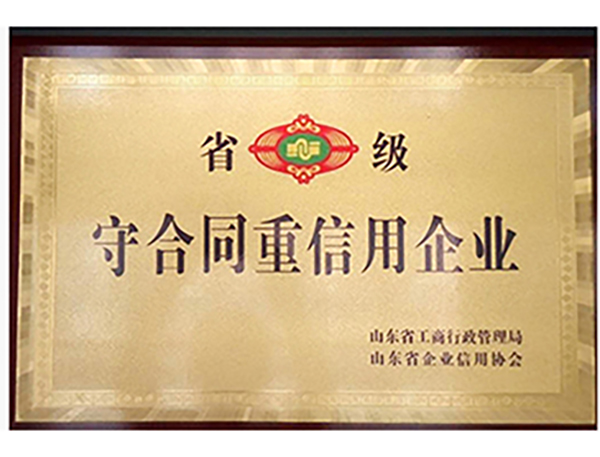 省 级
守合同重信用企业
山东省工商行政管理局
山东省企业信用协会